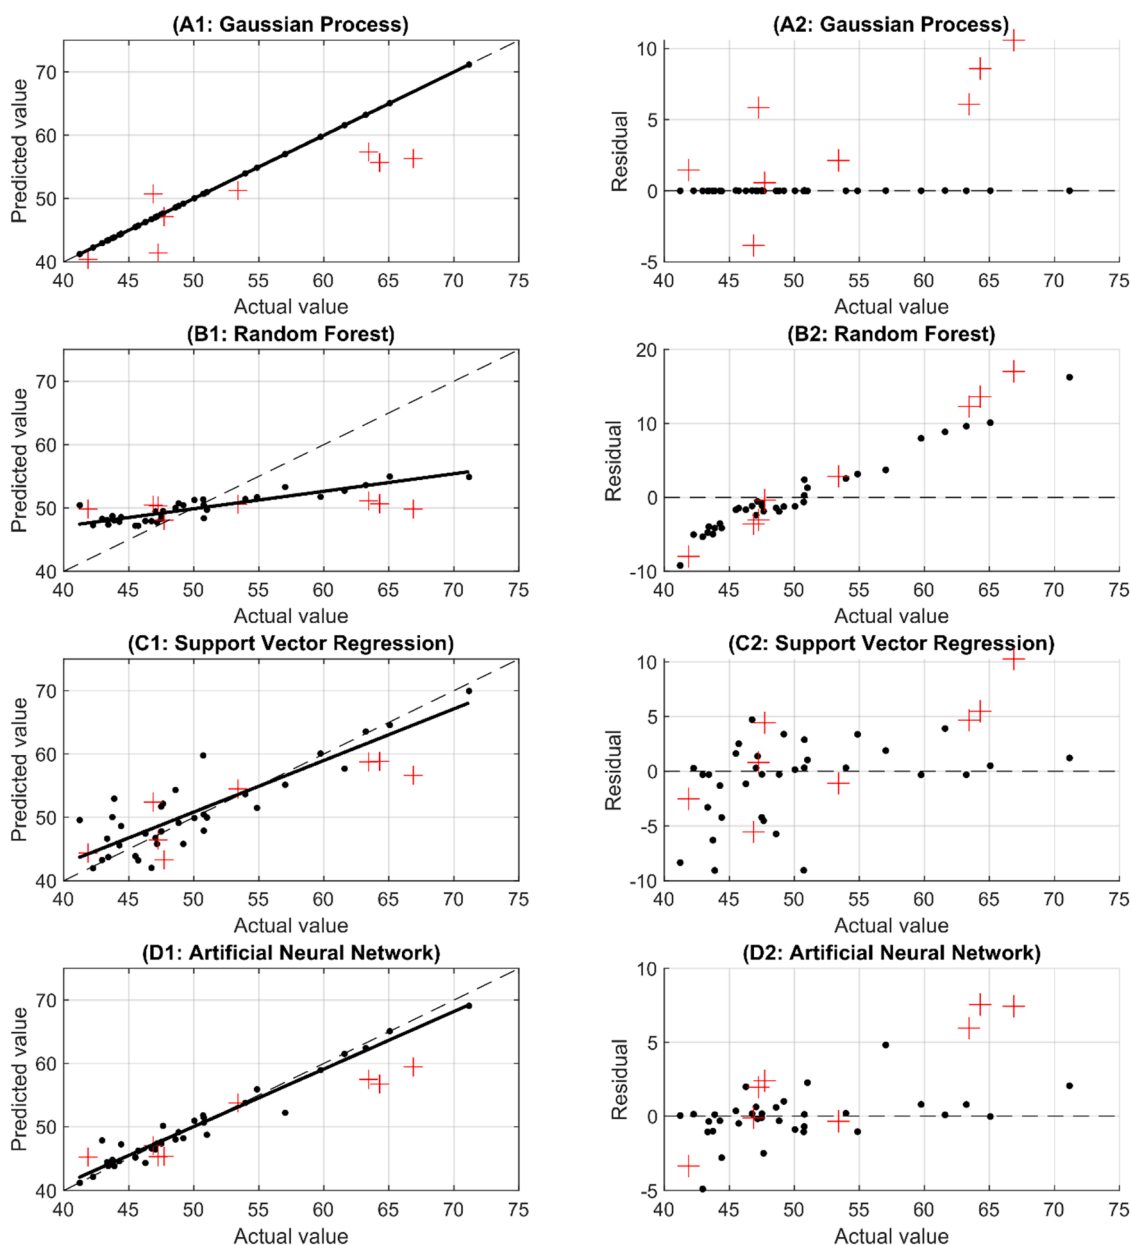 (A1: Gaussian Process)
Predicted value
70
60
50
40
40 45 50 55 60 65 70 75
Actual value
(A2: Gaussian Process)
Residual
10
5
0
-5
40 45 50 55 60 65 70 75
Actual value
(B1: Random Forest)
Predicted value
70
60
50
40
40 45 50 55 60 65 70 75
Actual value
(B2: Random Forest)
Residual
20
10
0
-10
40 45 50 55 60 65 70 75
Actual value
(C1: Support Vector Regression)
Predicted value
70
60
50
40
40 45 50 55 60 65 70 75
Actual value
(C2: Support Vector Regression)
Residual
10
5
0
-5
-10
40 45 50 55 60 65 70 75
Actual value
(D1: Artificial Neural Network)
Predicted value
70
60
50
40
40 45 50 55 60 65 70 75
Actual value
(D2: Artificial Neural Network)
Residual
10
5
0
-5
40 45 50 55 60 65 70 75
Actual value